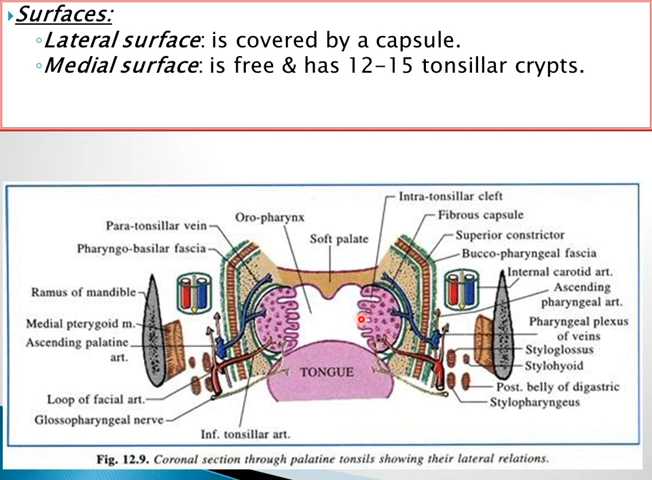 Surfaces:
Lateral surface: is covered by a capsule.
Medial surface: is free & has 12-15 tonsillar crypts.
Intra-tonsillar cleft
Para-tonsillar vein
Oro-pharynx
Fibrous capsule
Soft palate
Superior constrictor
Pharyngo-basilar fascia
Bucco-pharyngeal fascia
Internal carotid art.
Ramus of mandible
Ascending
pharyngeal art.
Medial pterygoid m.
Pharyngeal plexus
of veins
Ascending palatine
art.
Styloglossus
Stylohyoid
TONGUE
Post. belly of digastric
Loop of facial art.
Stylopharyngeus
Glossopharyngeal nerve
Inf. tonsillar art.
Fig. 12.9. Coronal section through palatine tonsils showing their lateral relations.